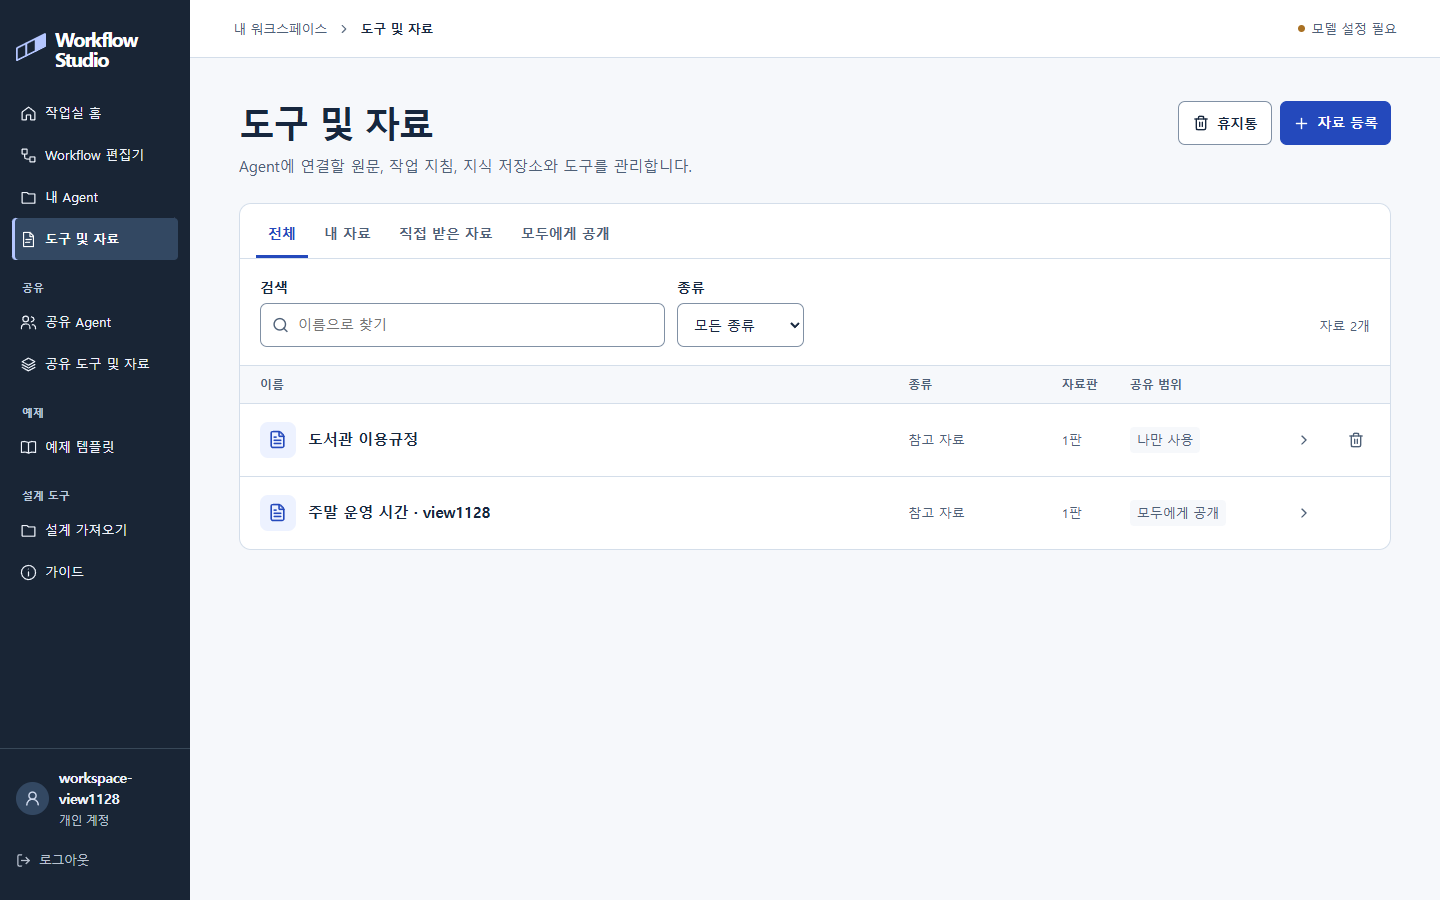 Workflow
Studio
작업실 홈
Workflow 편집기
내 Agent
도구 및 자료
공유
공유 Agent
공유 도구 및 자료
예제
예제 템플릿
설계 도구
설계 가져오기
가이드
workspace-
view1128
개인 계정
로그아웃
내 워크스페이스 > 도구 및 자료
모델 설정 필요
도구 및 자료
Agent에 연결할 원문, 작업 지침, 지식 저장소와 도구를 관리합니다.
휴지통
+ 자료 등록
전체 내 자료 직접 받은 자료 모두에게 공개
검색 종류
이름으로 찾기 모든 종류 자료 2개
이름 종류 자료판 공유 범위
도서관 이용규정 참고 자료 1판 나만 사용
주말 운영 시간 · view1128 참고 자료 1판 모두에게 공개